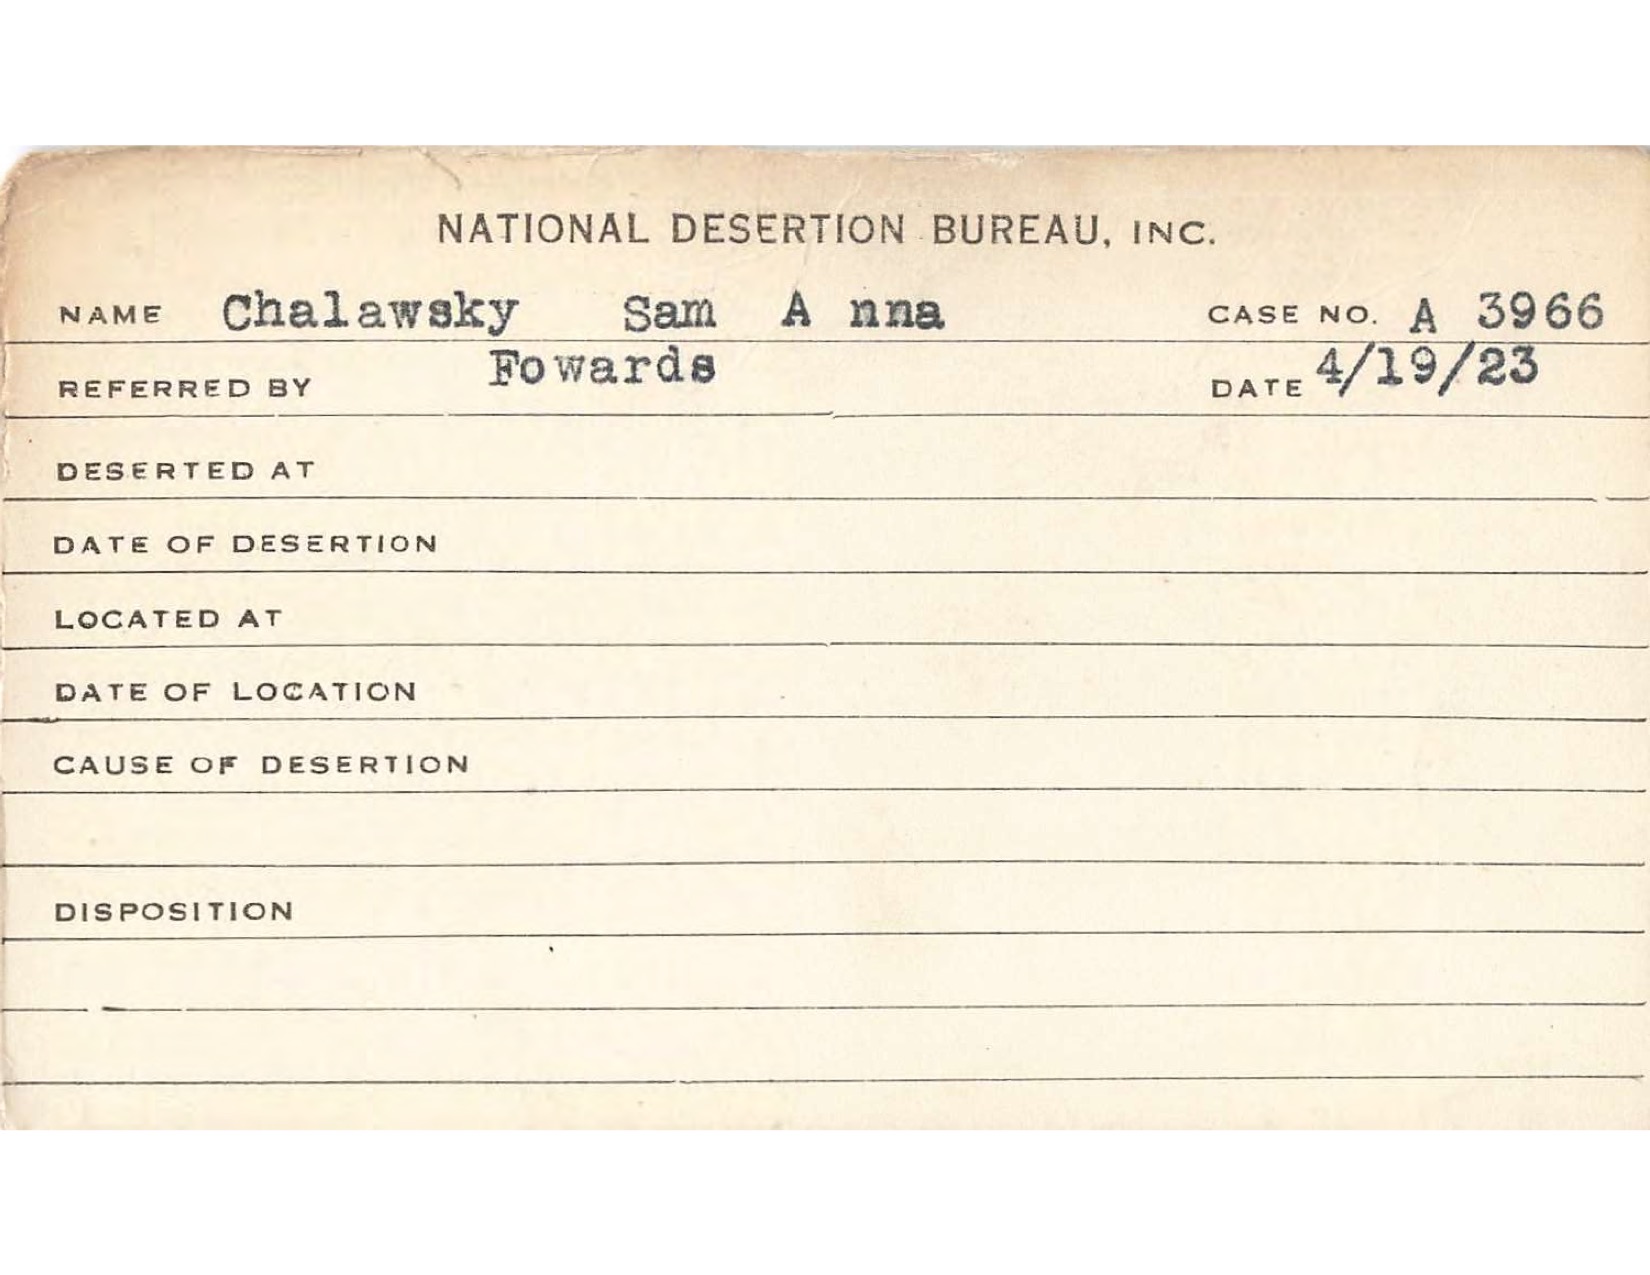 NATIONAL DESERTION BUREAU, INC.
NAME Chalawsky Sam A nna CASE NO. A 3966
REFERRED BY Fowards DATE 4/19/23
DESERTED AT
DATE OF DESERTION
LOCATED AT
DATE OF LOCATION
CAUSE OF DESERTION
DISPOSITION